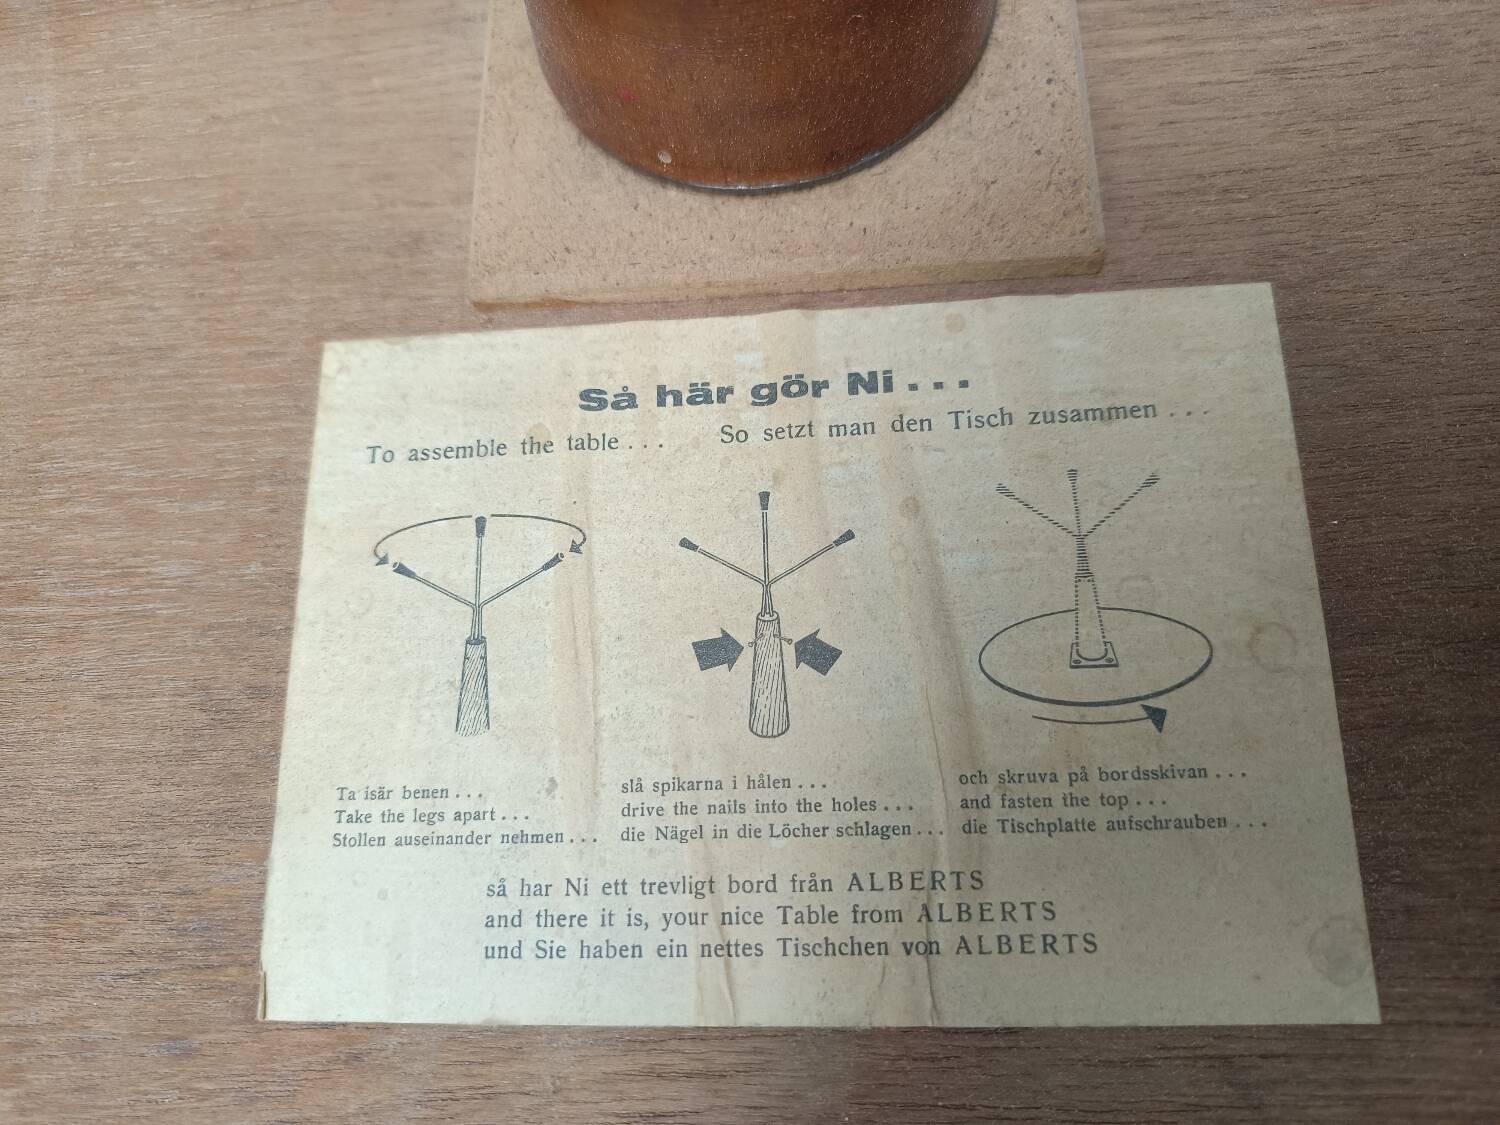 Så här gör Ni . . .
To assemble the table . . . So setzt man den Tisch zusammen . . .
Ta isär benen . . .
Take the legs apart . . .
Stollen auseinander nehmen . . .
slå spikarna i hålen . . .
drive the nails into the holes . . .
die Nägel in die Löcher schlagen . . .
och skruva på bordsskivan . . .
and fasten the top . . .
die Tischplatte aufschrauben . . .
så har Ni ett trevligt bord från ALBERTS
and there it is, your nice Table from ALBERTS
und Sie haben ein nettes Tischchen von ALBERTS